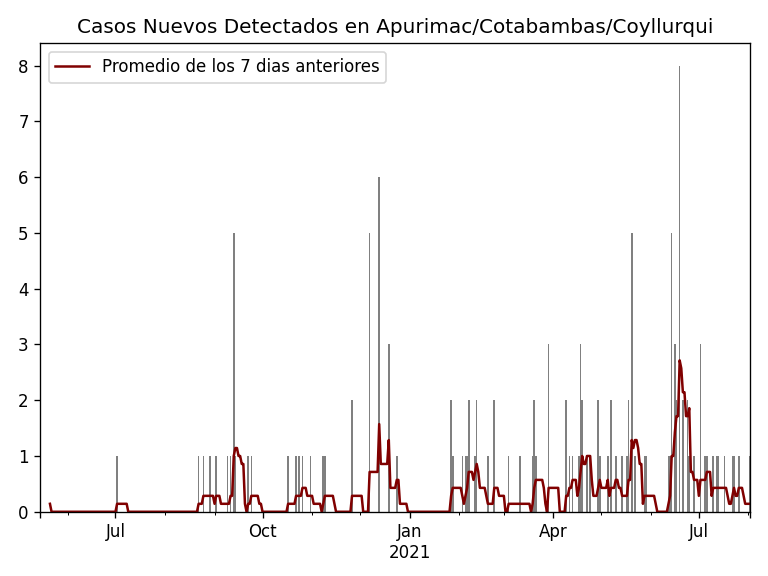 Casos Nuevos Detectados en Apurimac/Cotabambas/Coyllurqui
Promedio de los 7 dias anteriores
8
7
6
5
4
3
2
1
0
Jul
Oct
Jan
Apr
Jul
2021